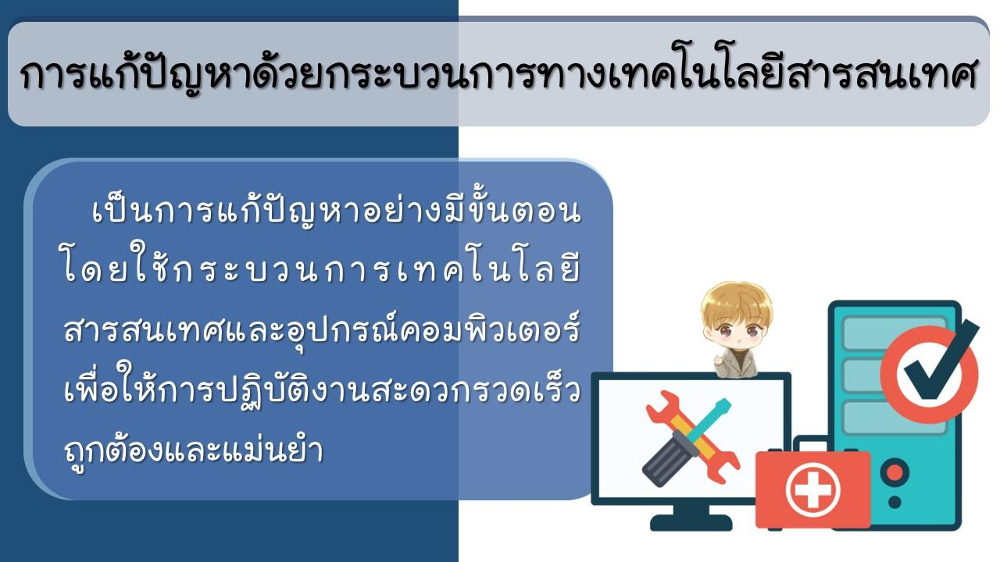 การแก้ปัญหาด้วยกระบวนการทางเทคโนโลยีสารสนเทศ
เป็นการแก้ปัญหาอย่างมีขั้นตอน
โดยใช้กระบวนการเทคโนโลยี
สารสนเทศและอุปกรณ์คอมพิวเตอร์
เพื่อให้การปฏิบัติงานสะดวกรวดเร็ว
ถูกต้องและแม่นยำ